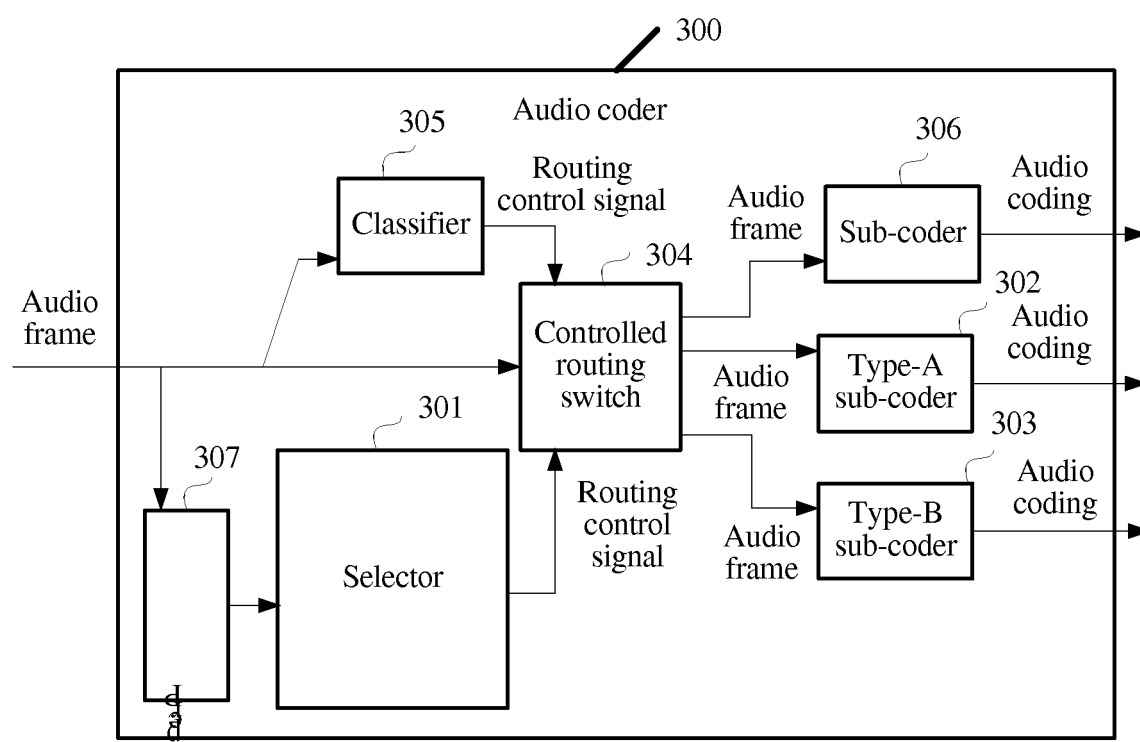 300
Audio coder
305
306
Routing
control signal
Audio
frame
Audio
coding
Classifier
Sub-coder
304
302
Audio
frame
Controlled
routing
switch
Audio
coding
Type-A
sub-coder
Audio
frame
301
303
307
Routing
control
signal
Audio
coding
Type-B
sub-coder
Audio
frame
Selector